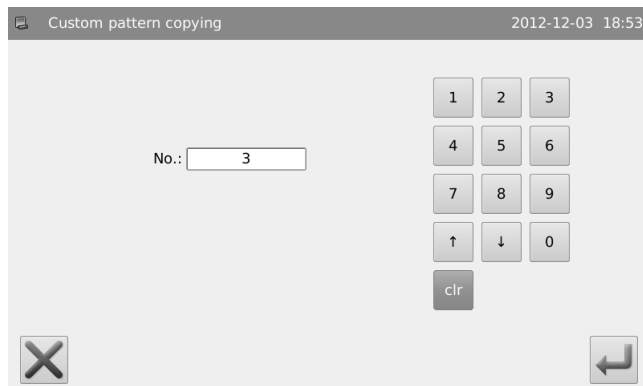 Custom pattern copying 2012-12-03 18:53
1 2 3
No.: 3
4 5 6
7 8 9
↑ ↓ 0
clr